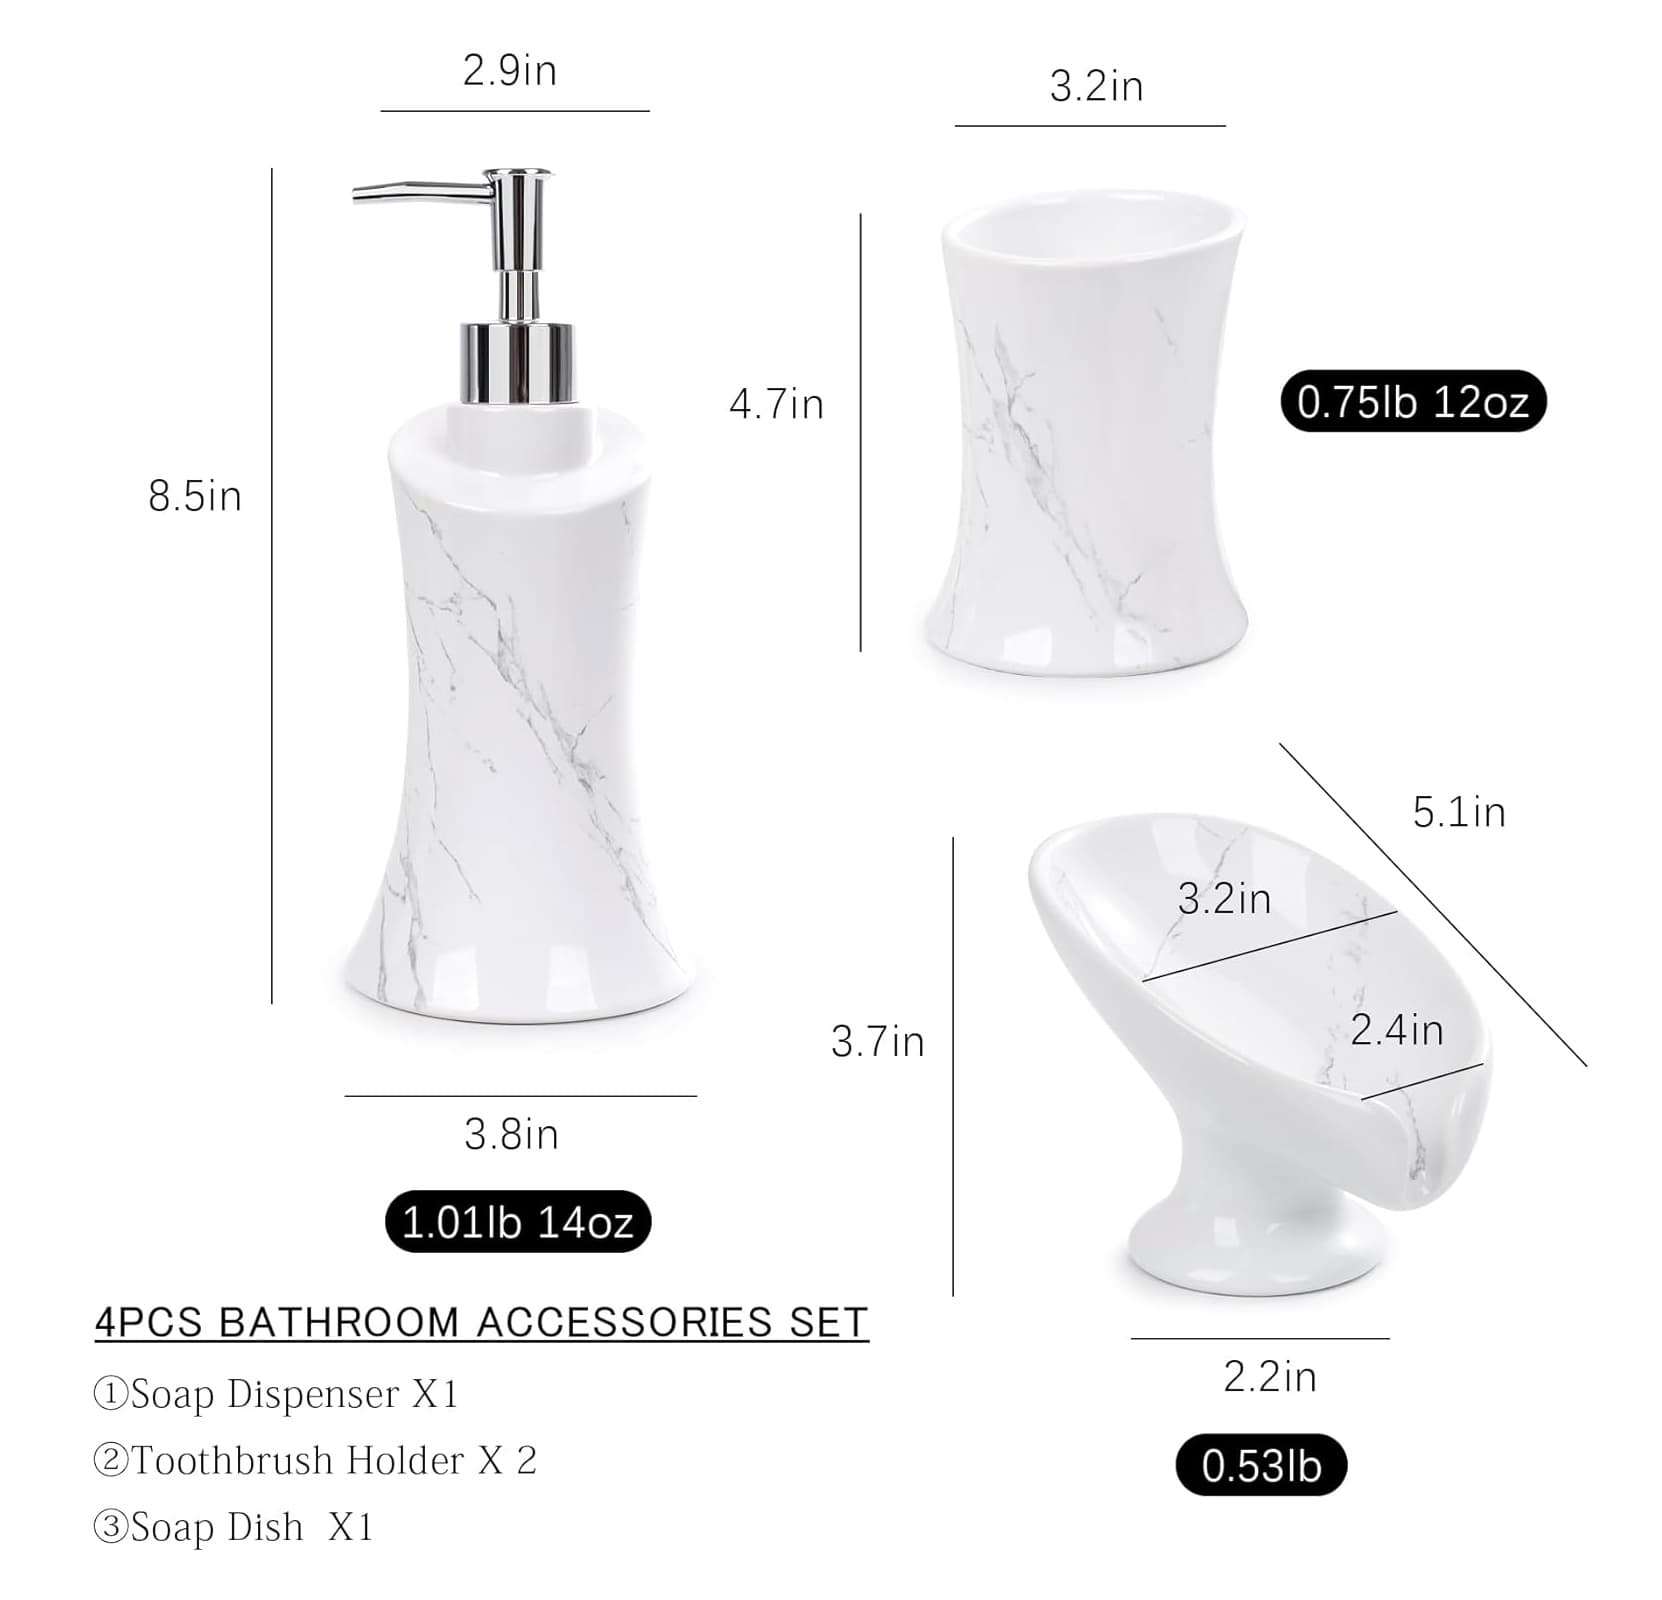 2.9in
3.2in
8.5in
4.7in
0.75lb 12oz
3.8in
1.01lb 14oz
5.1in
3.2in
2.4in
3.7in
2.2in
0.53lb
4PCS BATHROOM ACCESSORIES SET
①Soap Dispenser X1
②Toothbrush Holder X 2
③Soap Dish X1